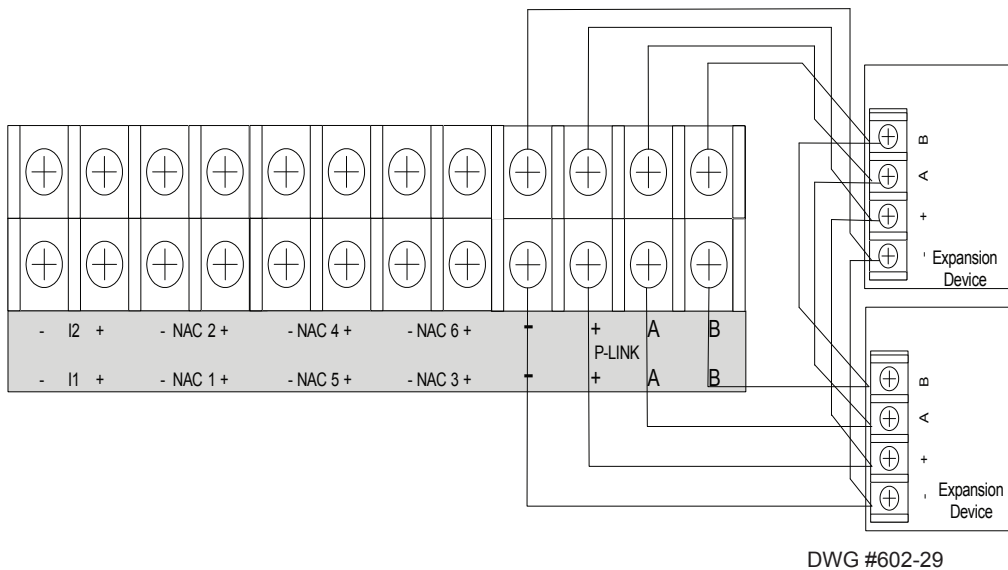 B
A
+
-
Expansion
Device
- I2 + - NAC 2 + - NAC 4 + - NAC 6 + - + A B
P-LINK
- I1 + - NAC 1 + - NAC 5 + - NAC 3 + - + A B
B
A
+
-
Expansion
Device
DWG #602-29